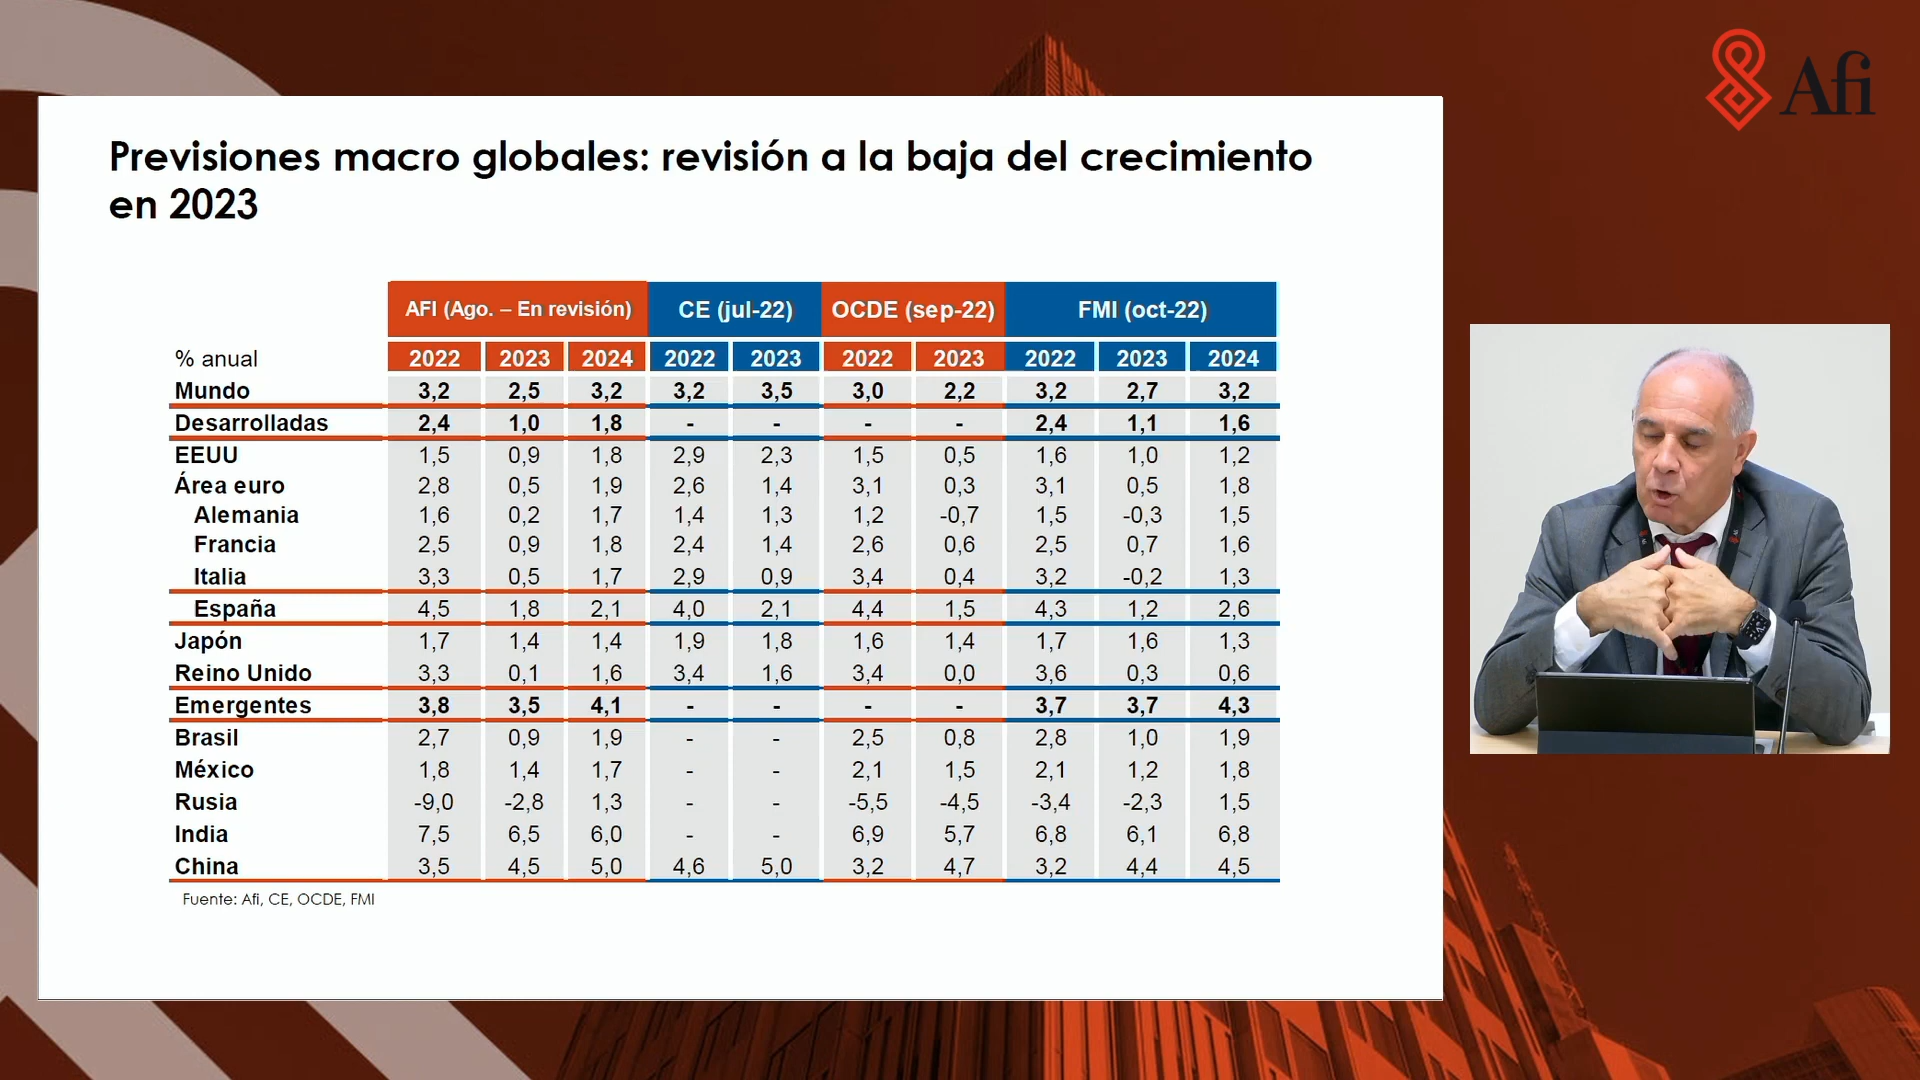 Afi
Previsiones macro globales: revisión a la baja del crecimiento
en 2023
AFI (Ago. – En revisión) CE (jul-22) OCDE (sep-22) FMI (oct-22)
% anual 2022 2023 2024 2022 2023 2022 2023 2022 2023 2024
Mundo 3,2 2,5 3,2 3,2 3,5 3,0 2,2 3,2 2,7 3,2
Desarrolladas 2,4 1,0 1,8 - - - - 2,4 1,1 1,6
EEUU 1,5 0,9 1,8 2,9 2,3 1,5 0,5 1,6 1,0 1,2
Área euro 2,8 0,5 1,9 2,6 1,4 3,1 0,3 3,1 0,5 1,8
Alemania 1,6 0,2 1,7 1,4 1,3 1,2 -0,7 1,5 -0,3 1,5
Francia 2,5 0,9 1,8 2,4 1,4 2,6 0,6 2,5 0,7 1,6
Italia 3,3 0,5 1,7 2,9 0,9 3,4 0,4 3,2 -0,2 1,3
España 4,5 1,8 2,1 4,0 2,1 4,4 1,5 4,3 1,2 2,6
Japón 1,7 1,4 1,4 1,9 1,8 1,6 1,4 1,7 1,6 1,3
Reino Unido 3,3 0,1 1,6 3,4 1,6 3,4 0,0 3,6 0,3 0,6
Emergentes 3,8 3,5 4,1 - - - - 3,7 3,7 4,3
Brasil 2,7 0,9 1,9 - - 2,5 0,8 2,8 1,0 1,9
México 1,8 1,4 1,7 - - 2,1 1,5 2,1 1,2 1,8
Rusia -9,0 -2,8 1,3 - - -5,5 -4,5 -3,4 -2,3 1,5
India 7,5 6,5 6,0 - - 6,9 5,7 6,8 6,1 6,8
China 3,5 4,5 5,0 4,6 5,0 3,2 4,7 3,2 4,4 4,5
Fuente: Afi, CE, OCDE, FMI